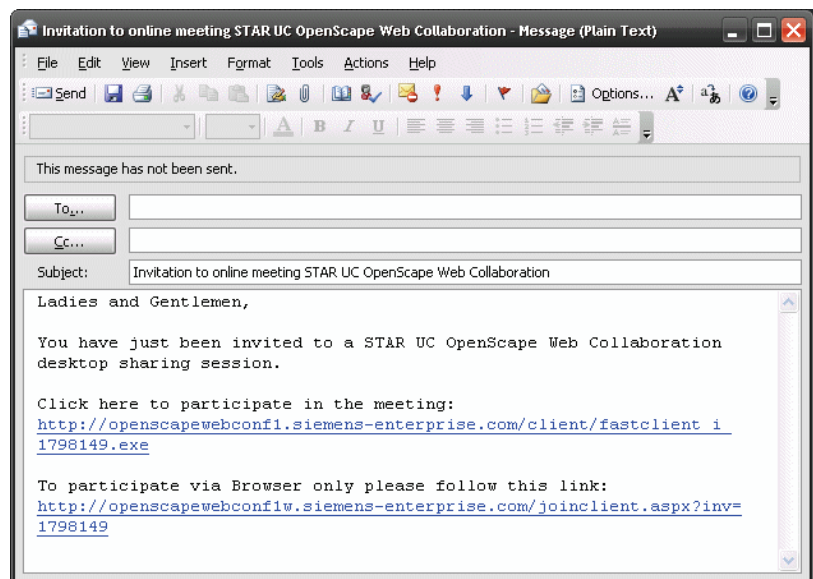 Invitation to online meeting STAR UC OpenScape Web Collaboration - Message (Plain Text)
File Edit View Insert Format Tools Actions Help
Send Options...
This message has not been sent.
To...
Cc...
Subject: Invitation to online meeting STAR UC OpenScape Web Collaboration
Ladies and Gentlemen,
You have just been invited to a STAR UC OpenScape Web Collaboration
desktop sharing session.
Click here to participate in the meeting:
http://openscapewebconf1.siemens-enterprise.com/client/fastclient_i_
1798149.exe
To participate via Browser only please follow this link:
http://openscapewebconf1w.siemens-enterprise.com/joinclient.aspx?inv=
1798149